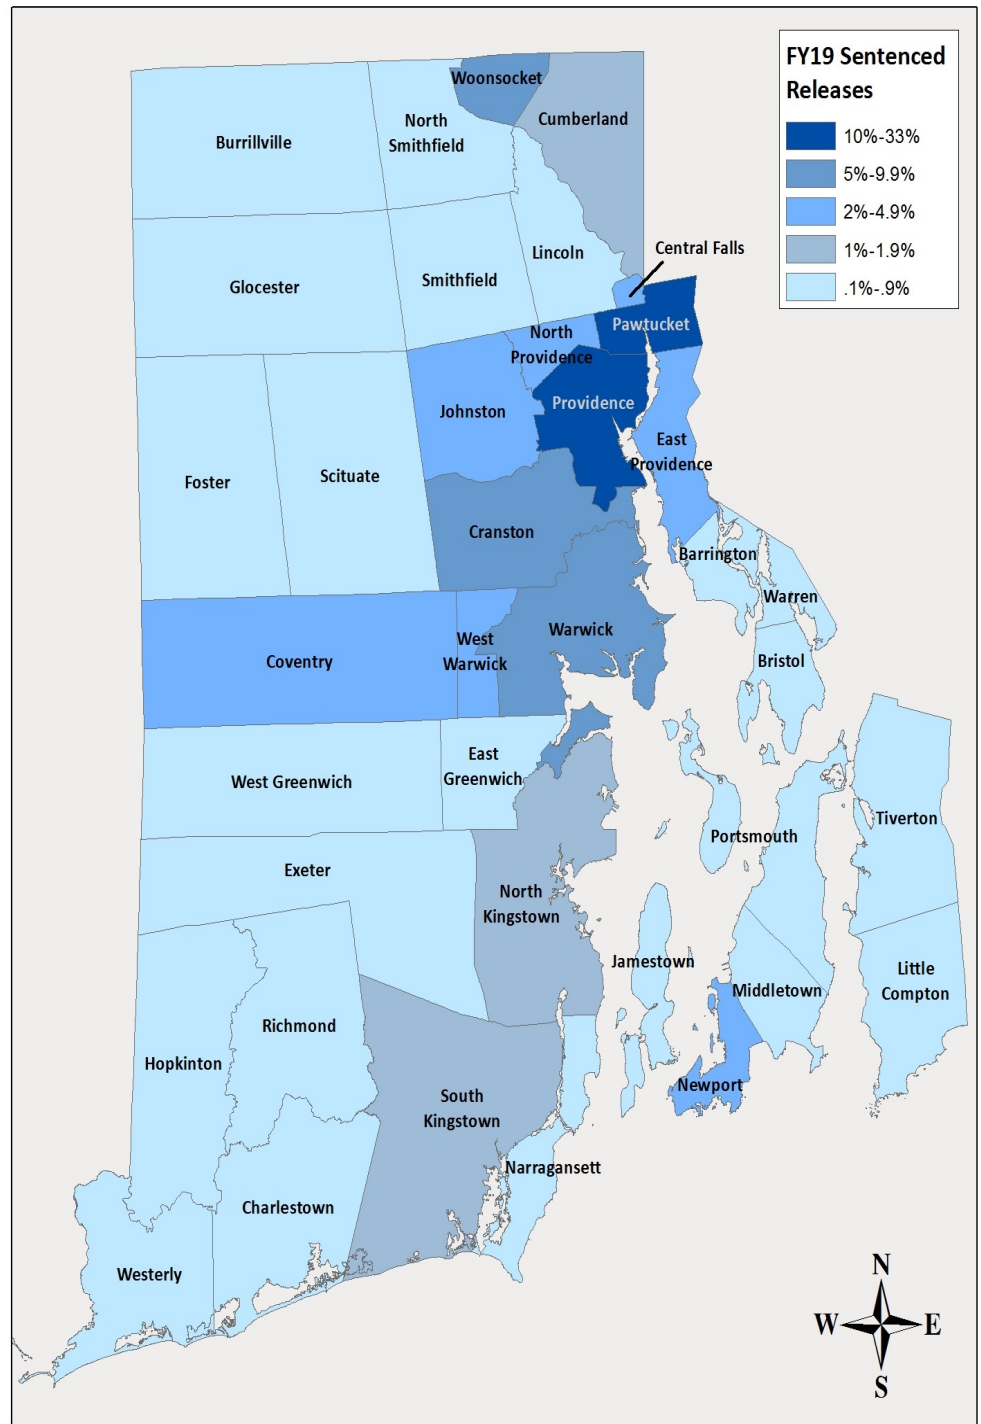 FY19 Sentenced
Releases
10%-33%
5%-9.9%
2%-4.9%
1%-1.9%
.1%-.9%
Woonsocket
Cumberland
North
Smithfield
Burrillville
Central Falls
Lincoln
Smithfield
Glocester
Pawtucket
North
Providence
Providence
Johnston
East
Providence
Scituate
Foster
Cranston
Barrington
Warren
Warwick
West
Warwick
Coventry
Bristol
East
Greenwich
West Greenwich
Tiverton
Portsmouth
Exeter
North
Kingstown
Jamestown
Little
Compton
Middletown
Richmond
Hopkinton
Newport
South
Kingstown
Narragansett
Charlestown
Westerly
N
W
E
S